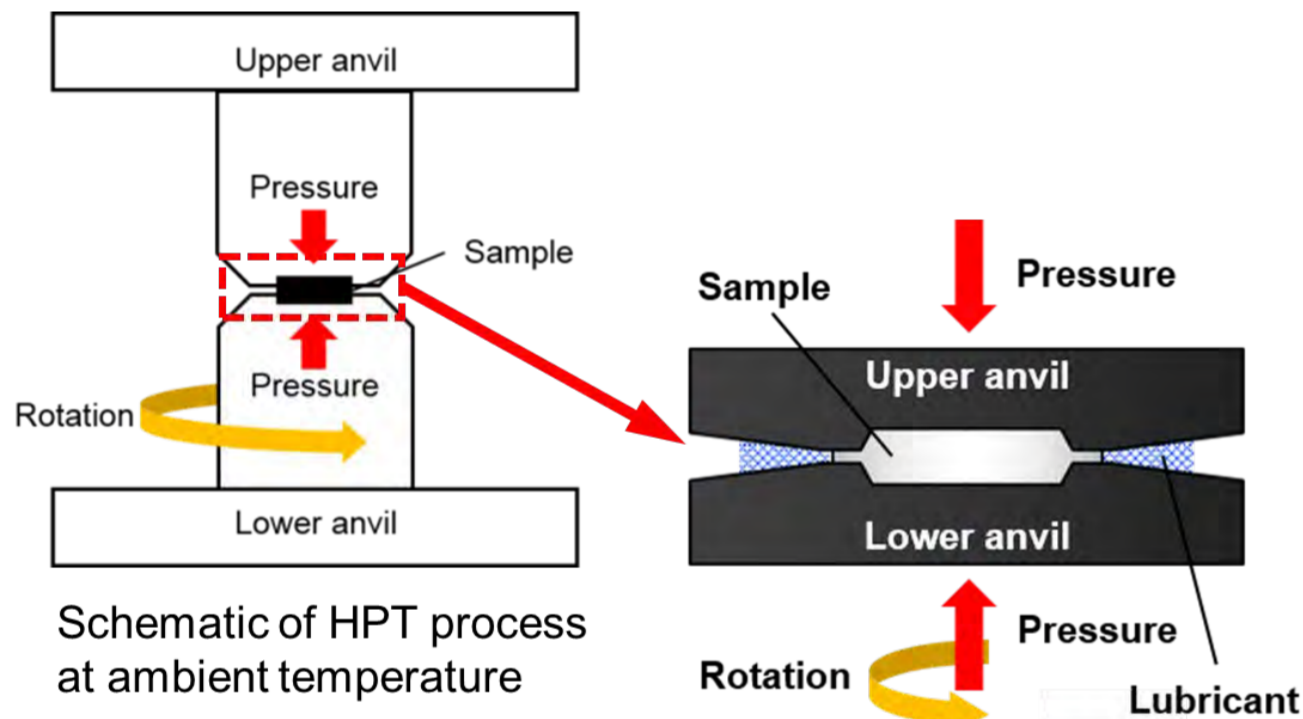 Upper anvil
Pressure
Sample
Pressure
Rotation
Lower anvil
Schematic of HPT process
at ambient temperature
Pressure
Sample
Upper anvil
Lower anvil
Pressure
Rotation
Lubricant